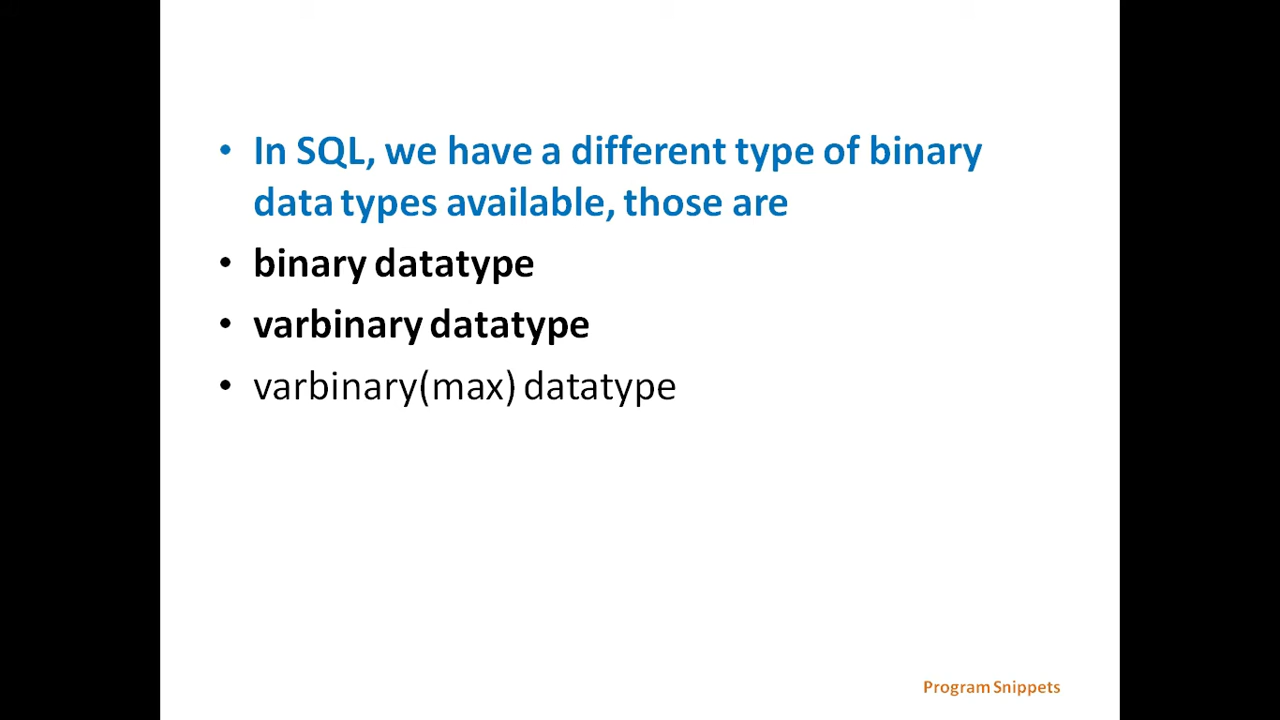 • In SQL, we have a different type of binary
data types available, those are
• binary datatype
• varbinary datatype
• varbinary(max) datatype
Program Snippets